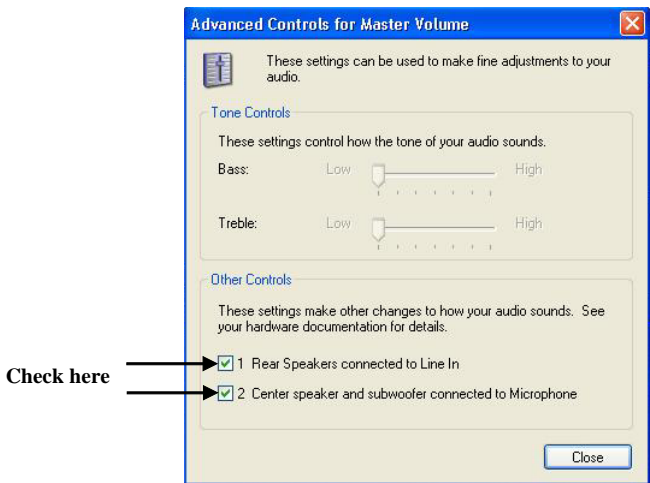 Advanced Controls for Master Volume
These settings can be used to make fine adjustments to your
audio.
Tone Controls
These settings control how the tone of your audio sounds.
Bass: Low High
Treble: Low High
Other Controls
These settings make other changes to how your audio sounds. See
your hardware documentation for details.
1 Rear Speakers connected to Line In
Check here
2 Center speaker and subwoofer connected to Microphone
Close